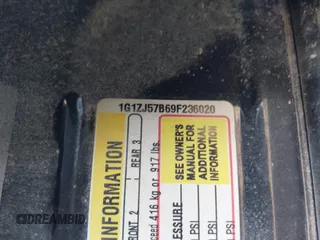 1G1ZJ57B69F236020
INFORMATION
FRONT 2
REAR 3
ceed 416 kg or 917 lbs.
PRESSURE
PSI
PSI
PSI
SEE OWNER'S
MANUAL FOR
ADDITIONAL
INFORMATION
DREAMBID